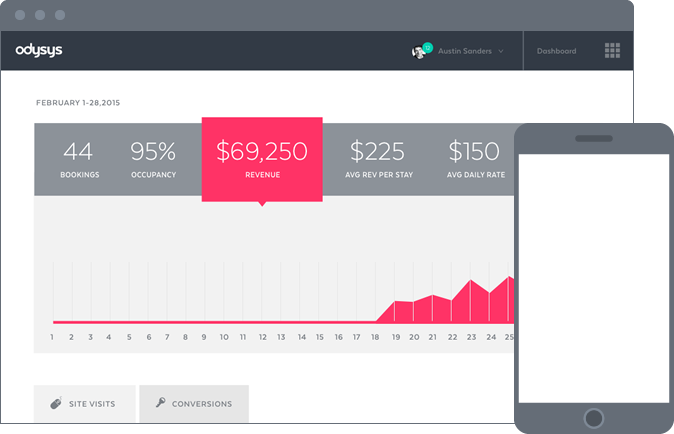 odysys
Austin Sanders
Dashboard
FEBRUARY 1-28,2015
44 95% $69,250 $225 $150
BOOKINGS OCCUPANCY REVENUE AVG REV PER STAY AVG DAILY RATE
1 2 3 4 5 6 7 8 9 10 11 12 13 14 15 16 17 18 19 20 21 22 23 24 25
SITE VISITS CONVERSIONS